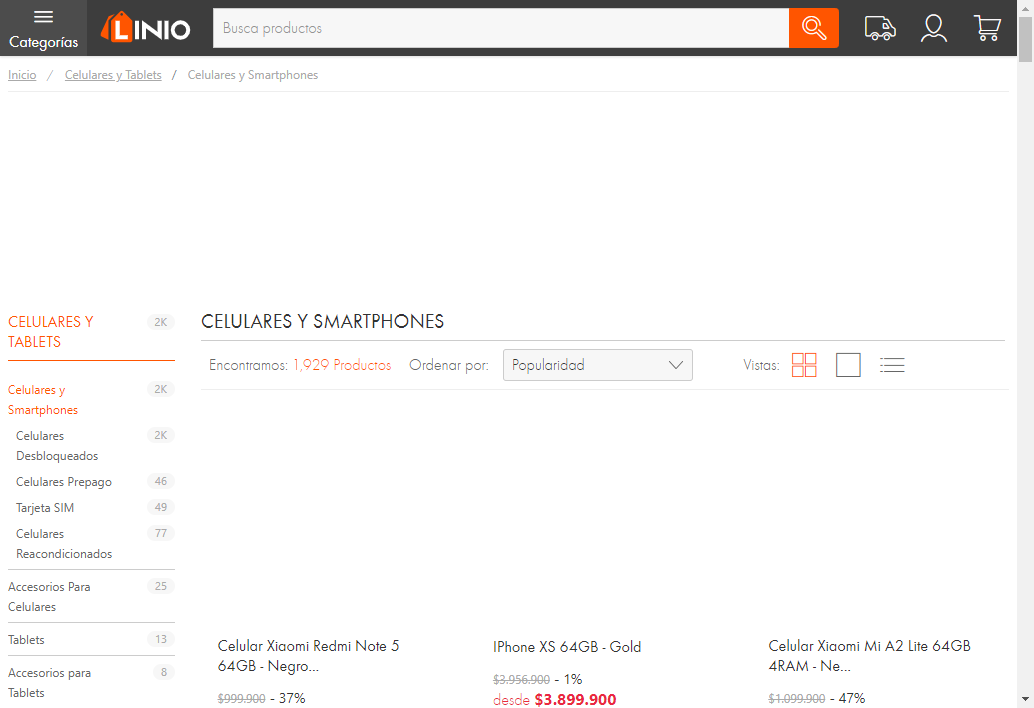 Categorías
LINIO
Busca productos
Inicio / Celulares y Tablets / Celulares y Smartphones
CELULARES Y TABLETS 2K
Celulares y Smartphones 2K
Celulares Desbloqueados 2K
Celulares Prepago 46
Tarjeta SIM 49
Celulares Reacondicionados 77
Accesorios Para Celulares 25
Tablets 13
Accesorios para Tablets 8
CELULARES Y SMARTPHONES
Encontramos: 1,929 Productos Ordenar por: Popularidad Vistas:
Celular Xiaomi Redmi Note 5
64GB - Negro...
$999.900 - 37%
IPhone XS 64GB - Gold
$3.956.900 - 1%
desde $3.899.900
Celular Xiaomi Mi A2 Lite 64GB
4RAM - Ne...
$1.099.900 - 47%